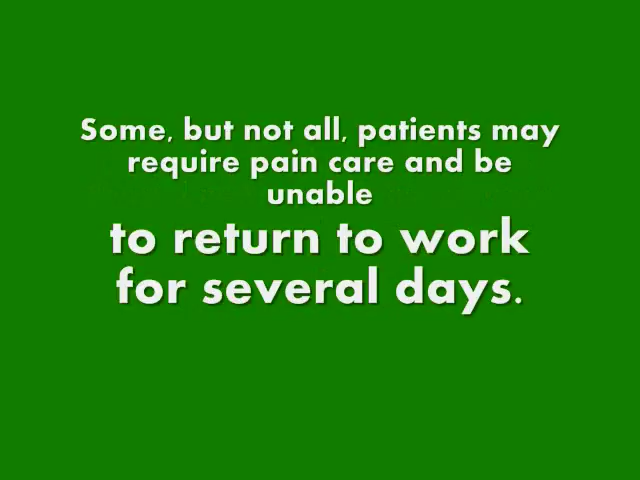 Some, but not all, patients may
require pain care and be
unable
to return to work
for several days.